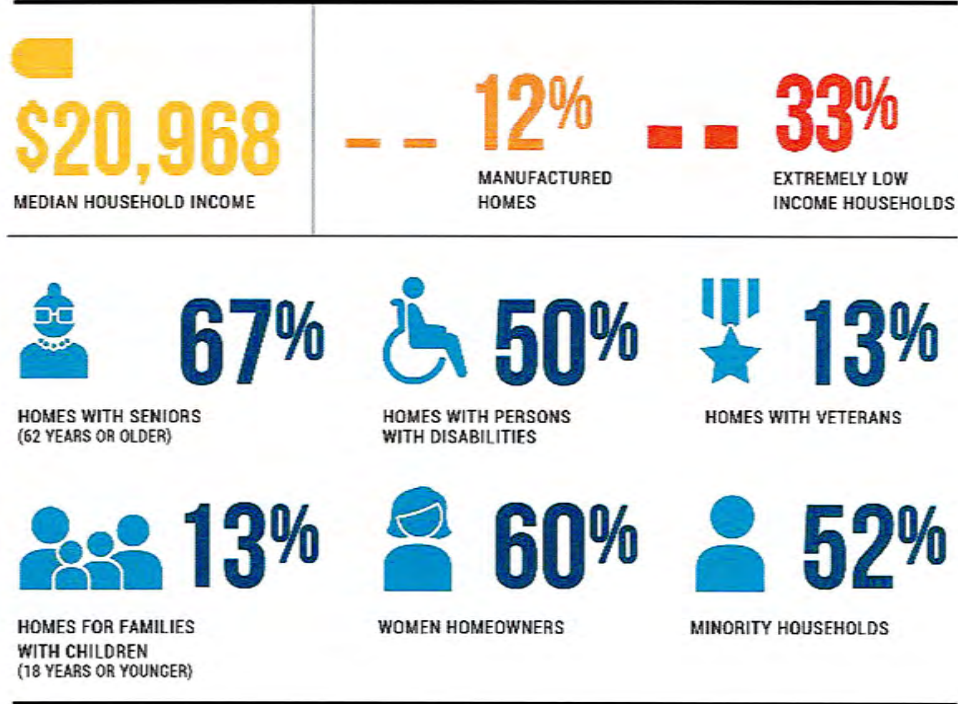 $20,968
MEDIAN HOUSEHOLD INCOME
12%
MANUFACTURED
HOMES
33%
EXTREMELY LOW
INCOME HOUSEHOLDS
67%
HOMES WITH SENIORS
(62 YEARS OR OLDER)
50%
HOMES WITH PERSONS
WITH DISABILITIES
13%
HOMES WITH VETERANS
13%
HOMES FOR FAMILIES
WITH CHILDREN
(18 YEARS OR YOUNGER)
60%
WOMEN HOMEOWNERS
52%
MINORITY HOUSEHOLDS